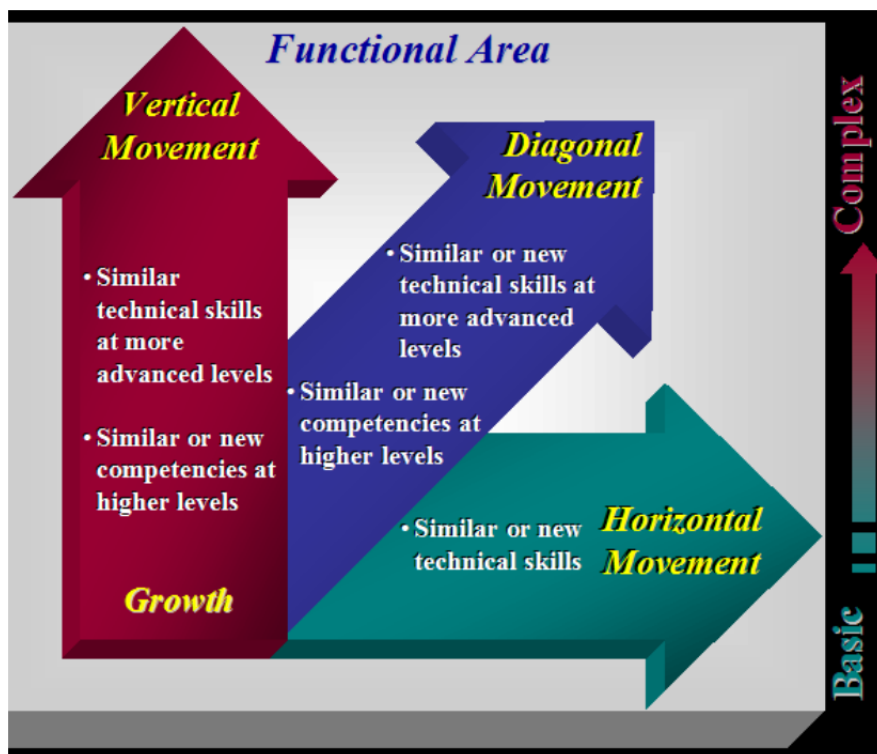 Functional Area
Vertical
Movement
• Similar
technical skills
at more
advanced levels
• Similar or new
competencies at
higher levels
Growth
Diagonal
Movement
• Similar or new
technical skills at
more advanced
levels
• Similar or new
competencies at
higher levels
• Similar or new
technical skills
Horizontal
Movement
Complex
Basic